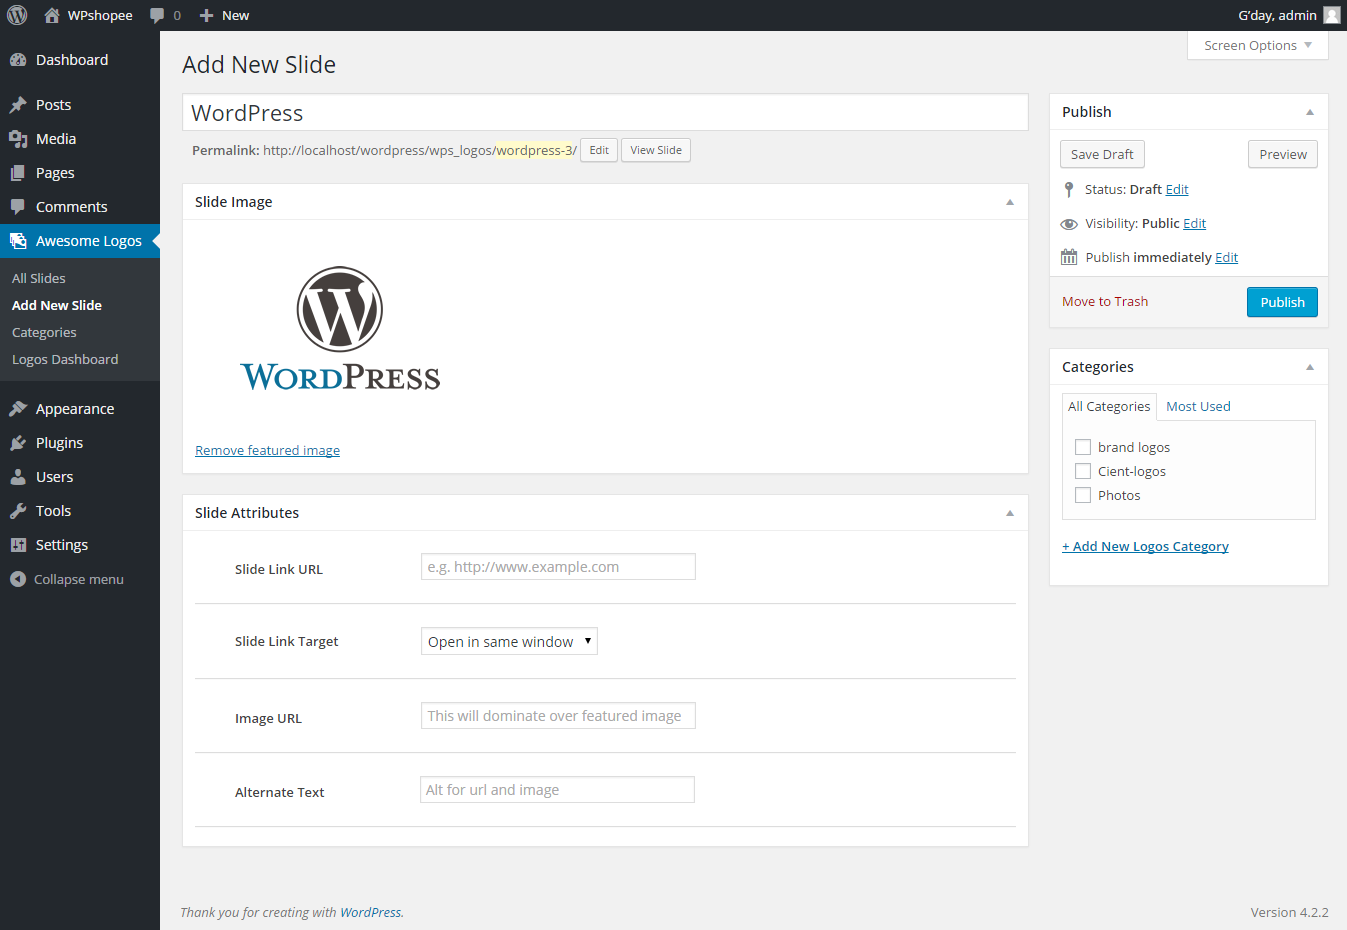 WPshopee 0 New G'day, admin
Screen Options
Dashboard
Posts
Media
Pages
Comments
Awesome Logos
All Slides
Add New Slide
Categories
Logos Dashboard
Appearance
Plugins
Users
Tools
Settings
Collapse menu
Add New Slide
WordPress
Permalink: http://localhost/wordpress/wps_logos/wordpress-3/ Edit View Slide
Slide Image
W
WORDPRESS
Remove featured image
Slide Attributes
Slide Link URL e.g. http://www.example.com
Slide Link Target Open in same window
Image URL This will dominate over featured image
Alternate Text Alt for url and image
Publish
Save Draft Preview
Status: Draft Edit
Visibility: Public Edit
Publish immediately Edit
Move to Trash Publish
Categories
All Categories Most Used
brand logos
Cient-logos
Photos
+ Add New Logos Category
Thank you for creating with WordPress. Version 4.2.2